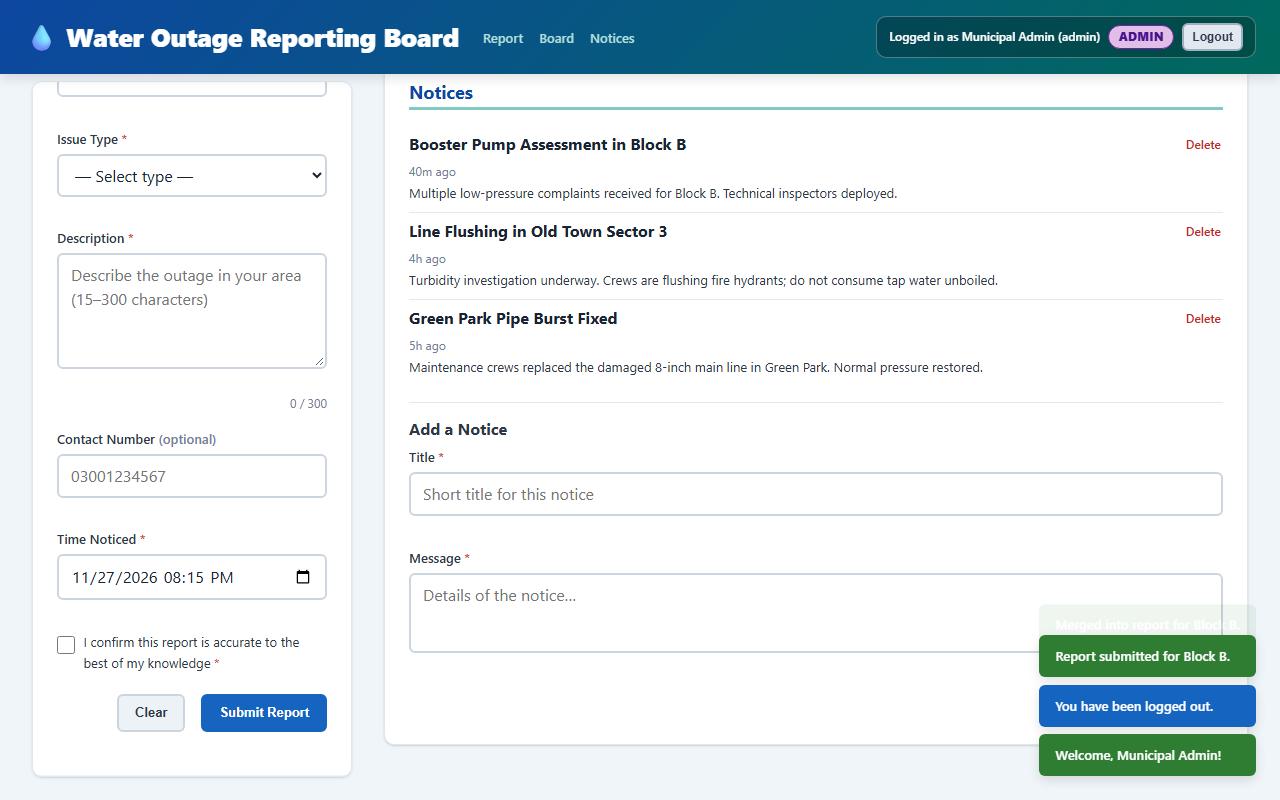 Water Outage Reporting Board
Report
Board
Notices
Logged in as Municipal Admin (admin)
ADMIN
Logout
Issue Type *
— Select type —
Description *
Describe the outage in your area
(15–300 characters)
0 / 300
Contact Number (optional)
03001234567
Time Noticed *
11/27/2026 08:15 PM
I confirm this report is accurate to the
best of my knowledge *
Clear
Submit Report
Notices
Booster Pump Assessment in Block B
Delete
40m ago
Multiple low-pressure complaints received for Block B. Technical inspectors deployed.
Line Flushing in Old Town Sector 3
Delete
4h ago
Turbidity investigation underway. Crews are flushing fire hydrants; do not consume tap water unboiled.
Green Park Pipe Burst Fixed
Delete
5h ago
Maintenance crews replaced the damaged 8-inch main line in Green Park. Normal pressure restored.
Add a Notice
Title *
Short title for this notice
Message *
Details of the notice...
Merged into report for Block B.
Report submitted for Block B.
You have been logged out.
Welcome, Municipal Admin!